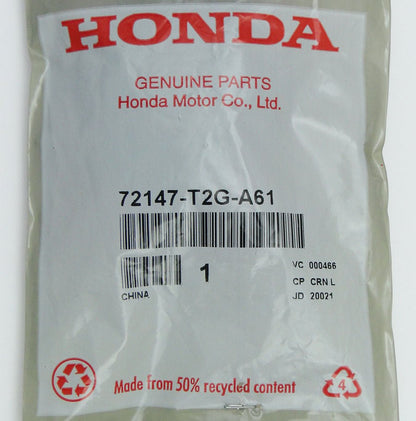 HONDA
GENUINE PARTS
Honda Motor Co., Ltd.
72147-T2G-A61
1
VC 000466
CP CRN L
CHINA
JD 20021
Made from 50% recycled content
4